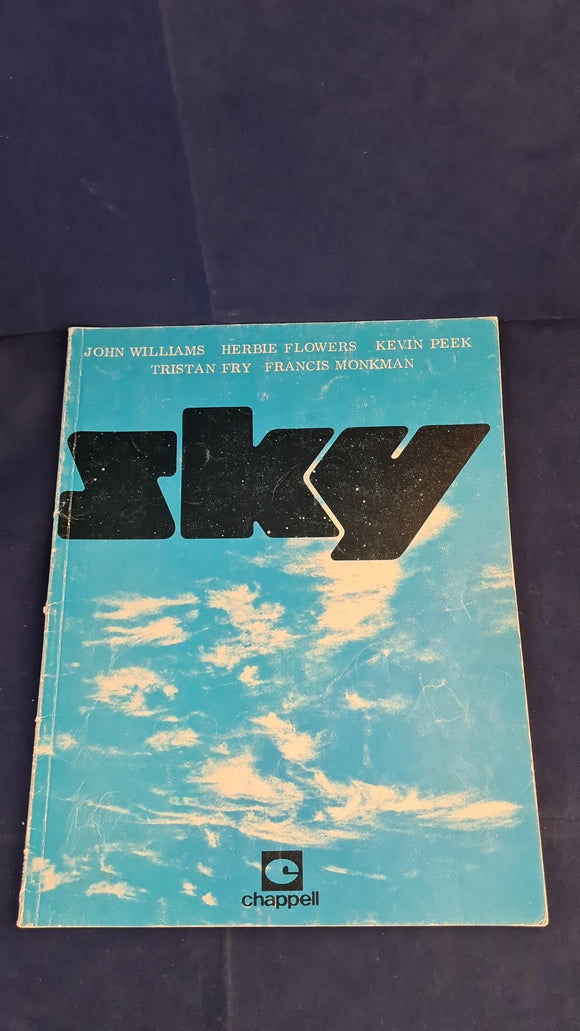 JOHN WILLIAMS HERBIE FLOWERS KEVIN PEEK
TRISTAN FRY FRANCIS MONKMAN
sky
chappell